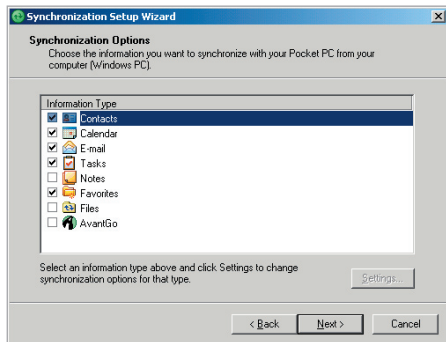 Synchronization Setup Wizard
Synchronization Options
Choose the information you want to synchronize with your Pocket PC from your
computer (Windows PC).
Information Type
Contacts
Calendar
E-mail
Tasks
Notes
Favorites
Files
AvantGo
Select an information type above and click Settings to change
synchronization options for that type.
Settings...
< Back Next > Cancel